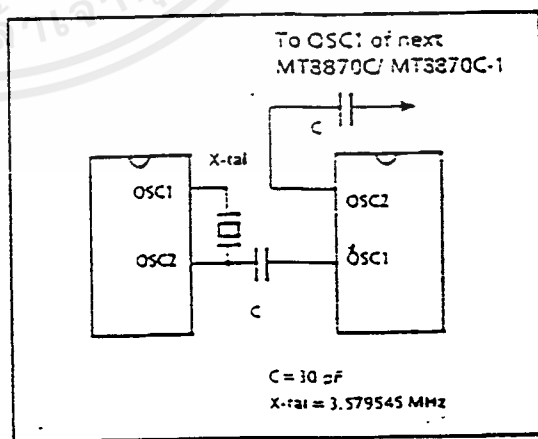 To OSC1 of next
MT8870C/ MT8870C-1
C
X-tal
OSC1
OSC2
OSC2
OSC1
C
C = 30 pF
X-tal = 3.579545 MHz